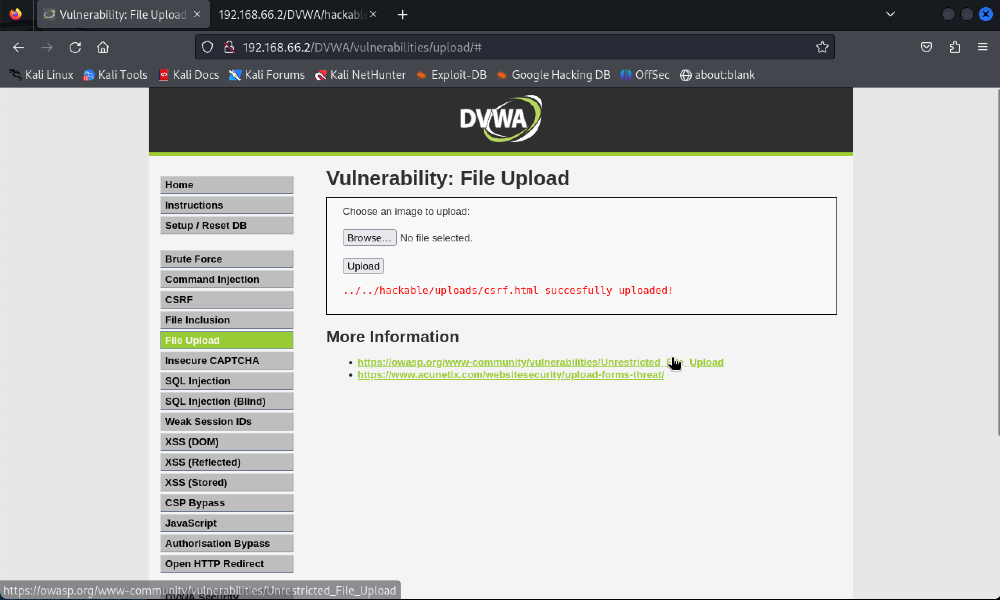 Vulnerability: File Upload
192.168.66.2/DVWA/hackable
192.168.66.2/DVWA/vulnerabilities/upload/#
Kali Linux Kali Tools Kali Docs Kali Forums Kali NetHunter Exploit-DB Google Hacking DB OffSec about:blank
DVWA
Vulnerability: File Upload
Home
Instructions
Setup / Reset DB
Brute Force
Command Injection
CSRF
File Inclusion
File Upload
Insecure CAPTCHA
SQL Injection
SQL Injection (Blind)
Weak Session IDs
XSS (DOM)
XSS (Reflected)
XSS (Stored)
CSP Bypass
JavaScript
Authorisation Bypass
Open HTTP Redirect
DVWA Security
Choose an image to upload:
Browse... No file selected.
Upload
../../hackable/uploads/csrf.html succesfully uploaded!
More Information
https://owasp.org/www-community/vulnerabilities/Unrestricted_File_Upload
https://www.acunetix.com/websitesecurity/upload-forms-threat/
https://owasp.org/www-community/vulnerabilities/Unrestricted_File_Upload